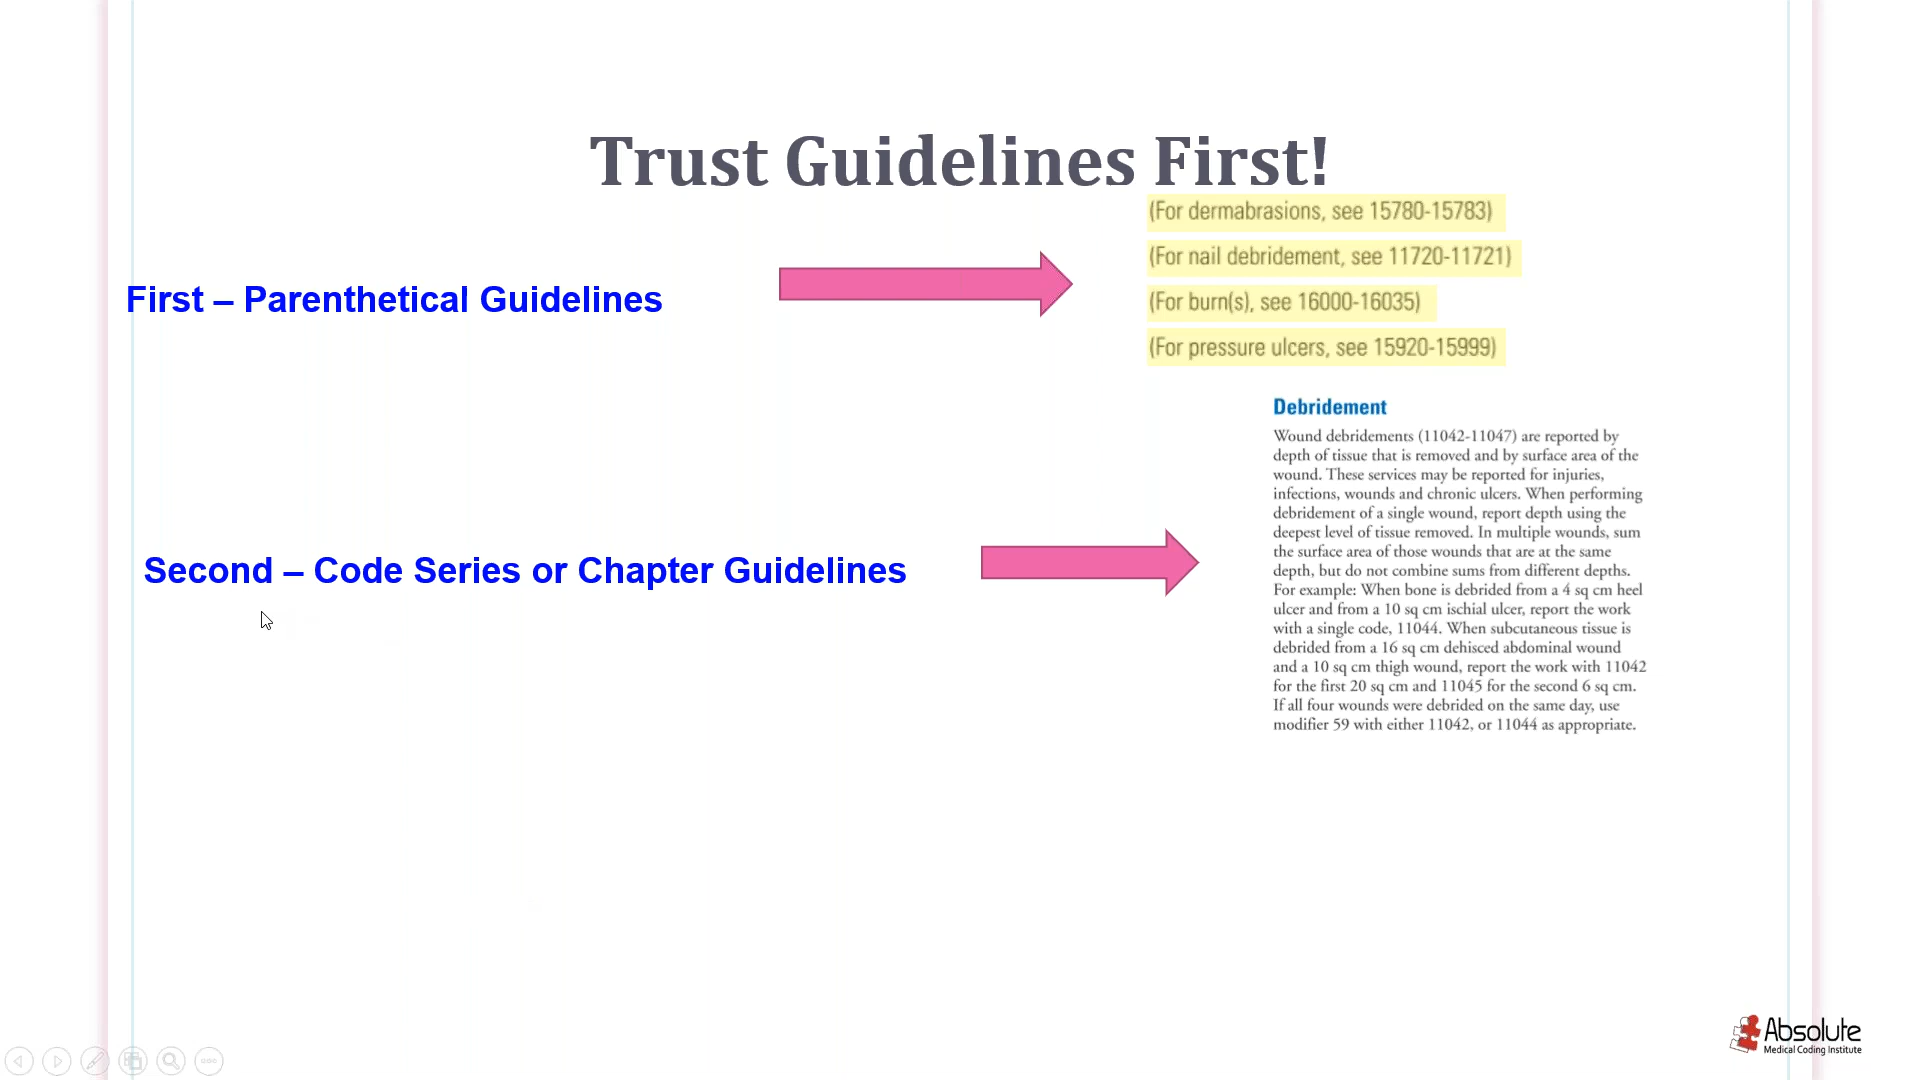 Trust Guidelines First!
(For dermabrasions, see 15780-15783)
(For nail debridement, see 11720-11721)
First – Parenthetical Guidelines
(For burn(s), see 16000-16035)
(For pressure ulcers, see 15920-15999)
Debridement
Wound debridements (11042-11047) are reported by
depth of tissue that is removed and by surface area of the
wound. These services may be reported for injuries,
infections, wounds and chronic ulcers. When performing
debridement of a single wound, report depth using the
deepest level of tissue removed. In multiple wounds, sum
the surface area of those wounds that are at the same
depth, but do not combine sums from different depths.
Second – Code Series or Chapter Guidelines
For example: When bone is debrided from a 4 sq cm heel
ulcer and from a 10 sq cm ischial ulcer, report the work
with a single code, 11044. When subcutaneous tissue is
debrided from a 16 sq cm dehisced abdominal wound
and a 10 sq cm thigh wound, report the work with 11042
for the first 20 sq cm and 11045 for the second 6 sq cm.
If all four wounds were debrided on the same day, use
modifier 59 with either 11042, or 11044 as appropriate.
Absolute
Medical Coding Institute